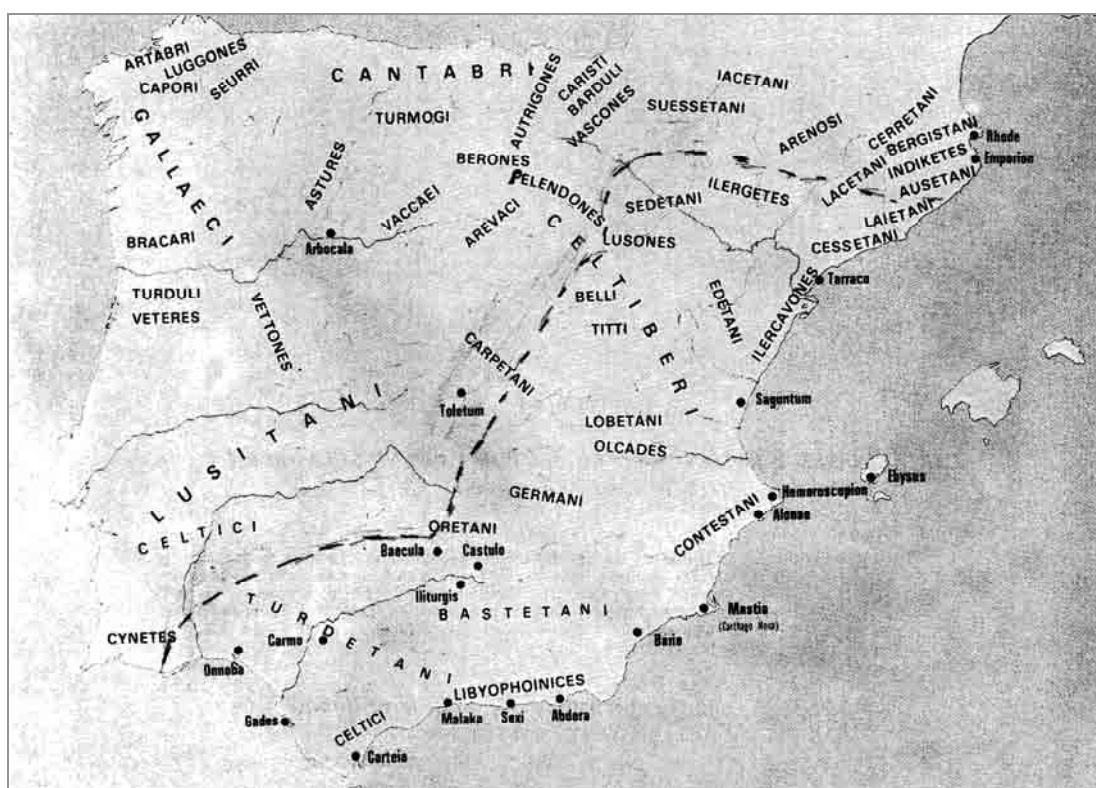 ARTABRI
LUGGONES
CAPORI
SEURRI
CANTABRI
AUTRIGONES
CARISTI
BARDULI
VASCONES
IACETANI
SUESSETANI
TURMOGI
ARENOSI
CERRETANI
BERGISTANI
LACETANI
INDIKETES
AUSETANI
LAIETANI
CESSETANI
Rhode
Emporion
GALLAECI
ASTURES
BERONES
PELENDONES
ILERGETES
SEDETANI
VACCAEI
AREVACI
CELTIBERI
LUSONES
BRACARI
Arbocala
Tarraco
TURDULI
VETERES
VETTONES
BELLI
TITTI
EDETANI
ILERCAVONES
CARPETANI
Toletum
Saguntum
LUSITANI
LOBETANI
OLCADES
Ebysus
Hemeroscopion
Alonae
CONTESTANI
GERMANI
CELTICI
ORETANI
Baecula
Castulo
Iliturgis
TURDETANI
BASTETANI
Mastia
(Carthago Nova)
CYNETES
Carmo
Baria
Onnoba
LIBYOPHOINICES
Malaka
Sexi
Abdera
Gades
CELTICI
Carteia